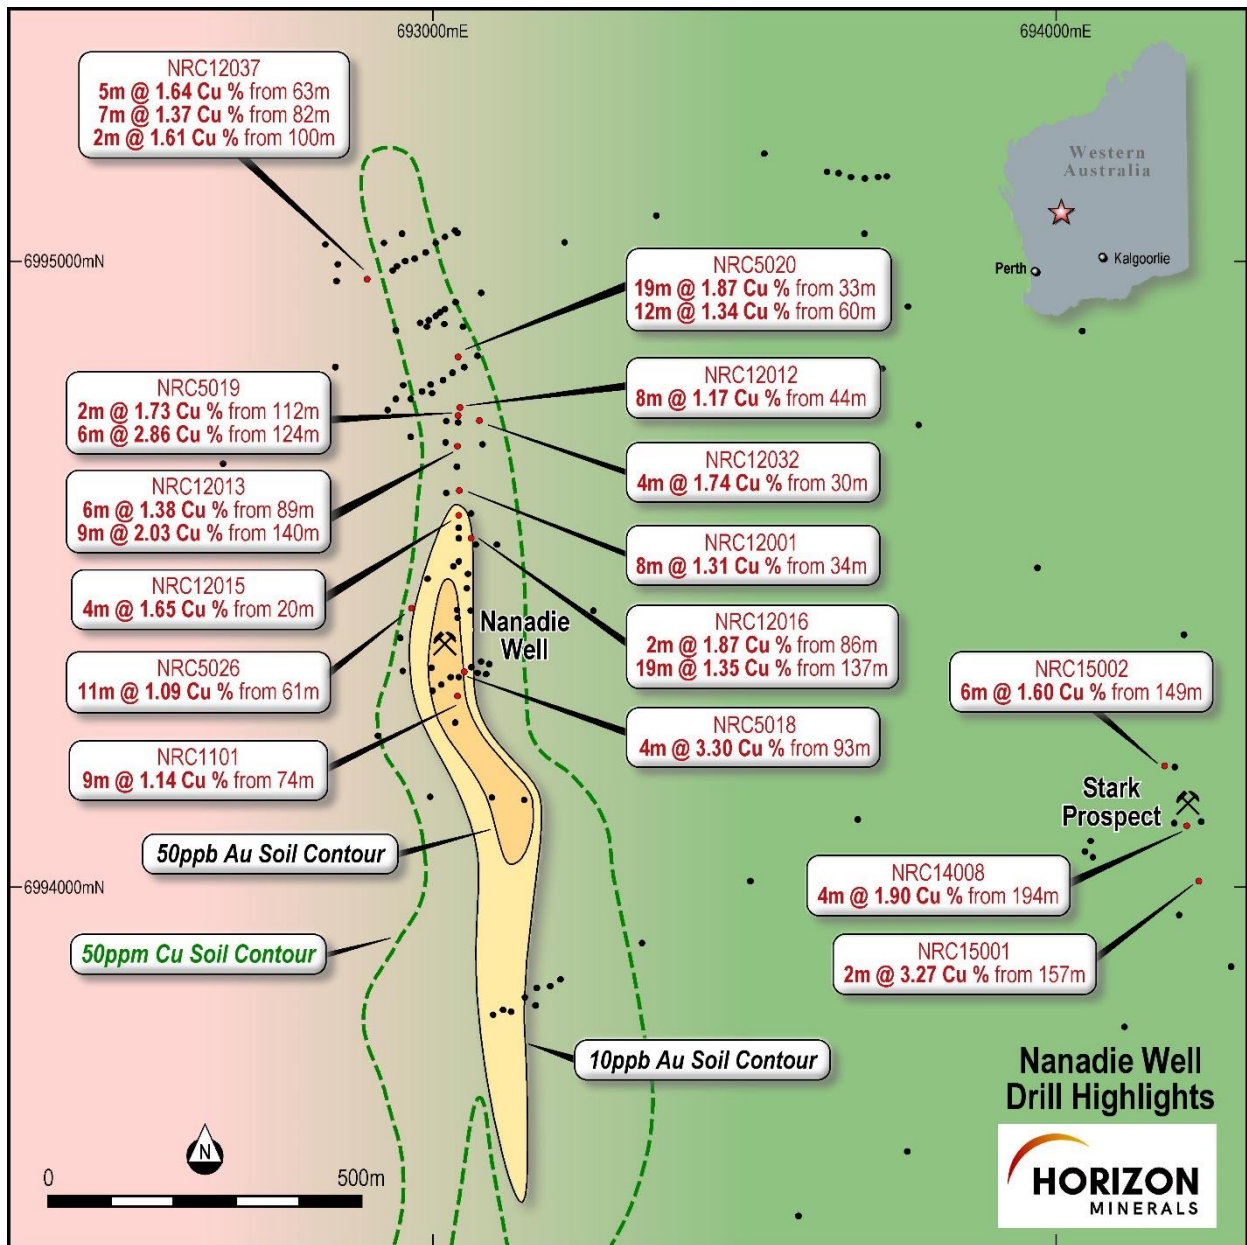 693000mE
694000mE
NRC12037
5m @ 1.64 Cu % from 63m
7m @ 1.37 Cu % from 82m
2m @ 1.61 Cu % from 100m
Western
Australia
Perth
Kalgoorlie
6995000mN
NRC5020
19m @ 1.87 Cu % from 33m
12m @ 1.34 Cu % from 60m
NRC5019
2m @ 1.73 Cu % from 112m
6m @ 2.86 Cu % from 124m
NRC12012
8m @ 1.17 Cu % from 44m
NRC12032
4m @ 1.74 Cu % from 30m
NRC12013
6m @ 1.38 Cu % from 89m
9m @ 2.03 Cu % from 140m
NRC12001
8m @ 1.31 Cu % from 34m
NRC12015
4m @ 1.65 Cu % from 20m
Nanadie
Well
NRC12016
2m @ 1.87 Cu % from 86m
19m @ 1.35 Cu % from 137m
NRC5026
11m @ 1.09 Cu % from 61m
NRC15002
6m @ 1.60 Cu % from 149m
NRC5018
4m @ 3.30 Cu % from 93m
NRC1101
9m @ 1.14 Cu % from 74m
Stark
Prospect
50ppb Au Soil Contour
NRC14008
4m @ 1.90 Cu % from 194m
6994000mN
50ppm Cu Soil Contour
NRC15001
2m @ 3.27 Cu % from 157m
10ppb Au Soil Contour
Nanadie Well
Drill Highlights
N
0
500m
HORIZON
MINERALS